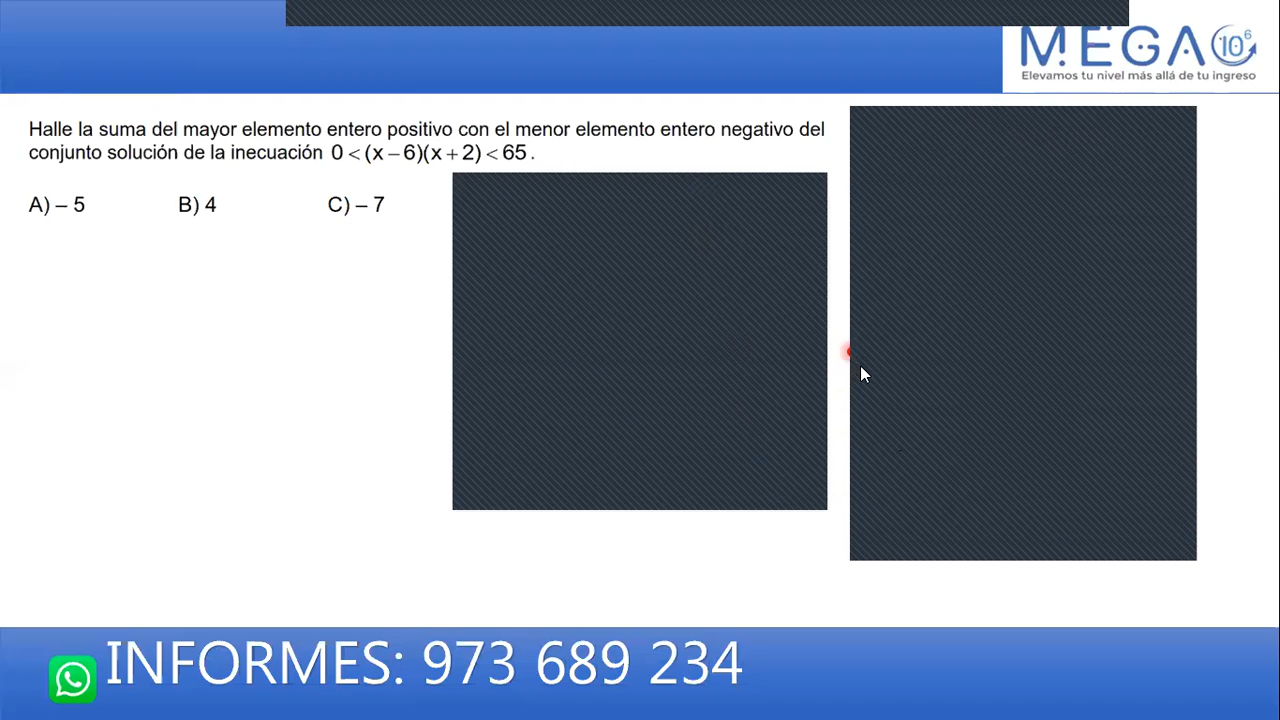 MEGA 10⁶
Elevamos tu nivel más allá de tu ingreso
Halle la suma del mayor elemento entero positivo con el menor elemento entero negativo del
conjunto solución de la inecuación 0 < (x – 6)(x + 2) < 65 .
A) – 5 B) 4 C) – 7
INFORMES: 973 689 234